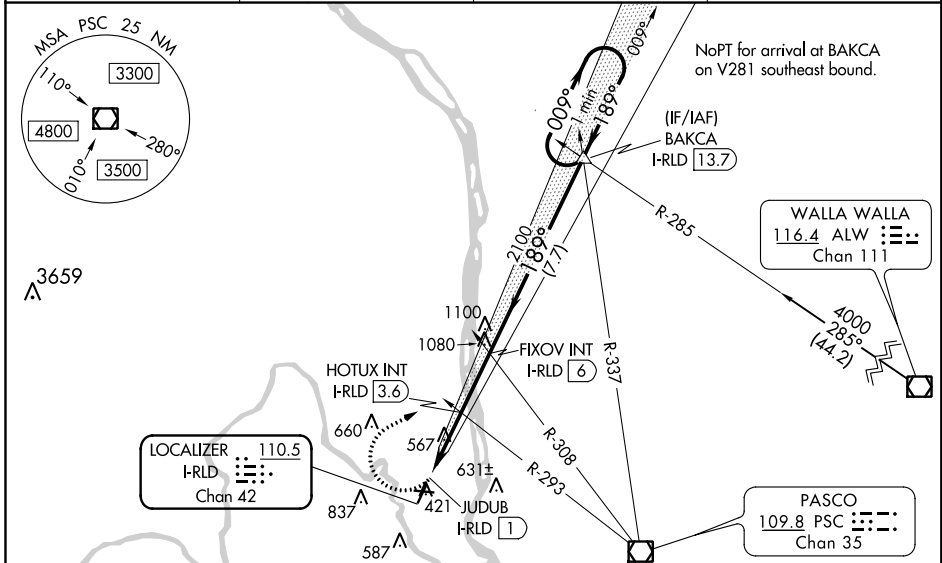 MSA PSC 25 NM
110°
3300
4800
280°
010°
3500
NoPT for arrival at BAKCA
on V281 southeast bound.
009°
009°
1 min
189°
(IF/IAF)
BAKCA
I-RLD 13.7
R-285
WALLA WALLA
116.4 ALW
Chan 111
2100
189°
(7.7)
4000
285°
(44.2)
3659
1100
1080
FIXOV INT
I-RLD 6
R-337
HOTUX INT
I-RLD 3.6
660
567
R-308
R-293
LOCALIZER 110.5
I-RLD
Chan 42
631±
421
837
JUDUB
I-RLD 1
587
PASCO
109.8 PSC
Chan 35